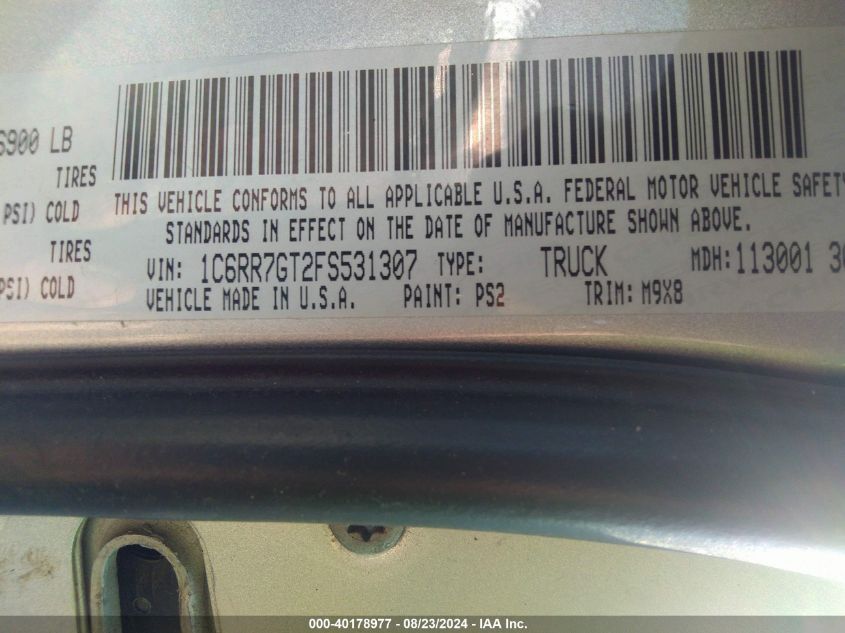 6900 LB
TIRES
PSI) COLD
THIS VEHICLE CONFORMS TO ALL APPLICABLE U.S.A. FEDERAL MOTOR VEHICLE SAFETY
STANDARDS IN EFFECT ON THE DATE OF MANUFACTURE SHOWN ABOVE.
TIRES
PSI) COLD
VIN: 1C6RR7GT2FS531307 TYPE: TRUCK MDH: 113001 30
VEHICLE MADE IN U.S.A. PAINT: PS2 TRIM: M9X8
000-40178977 - 08/23/2024 - IAA Inc.